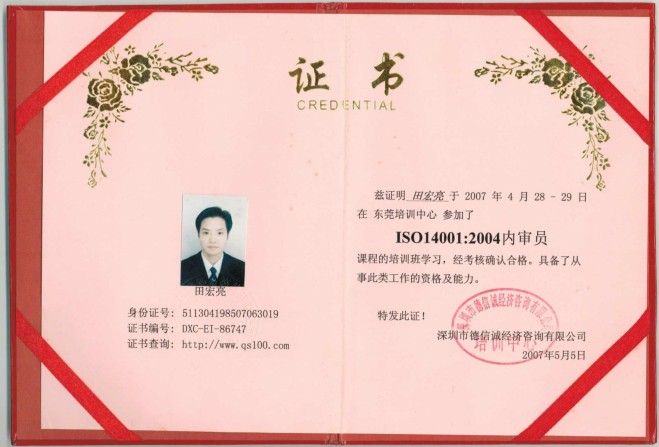 证书
CREDENTIAL
田宏亮
身份证号: 511304198507063019
证书编号: DXC-EI-86747
证书查询: http://www.qs100.com
兹证明 田宏亮 于 2007 年 4 月 28 - 29 日
在 东莞培训中心 参加了
ISO14001:2004内审员
课程的培训班学习，经考核确认合格。具备了从
事此类工作的资格及能力。
特发此证！
深圳市德信诚经济咨询有限公司
深圳市德信诚经济咨询有限公司
培训中心
2007年5月5日